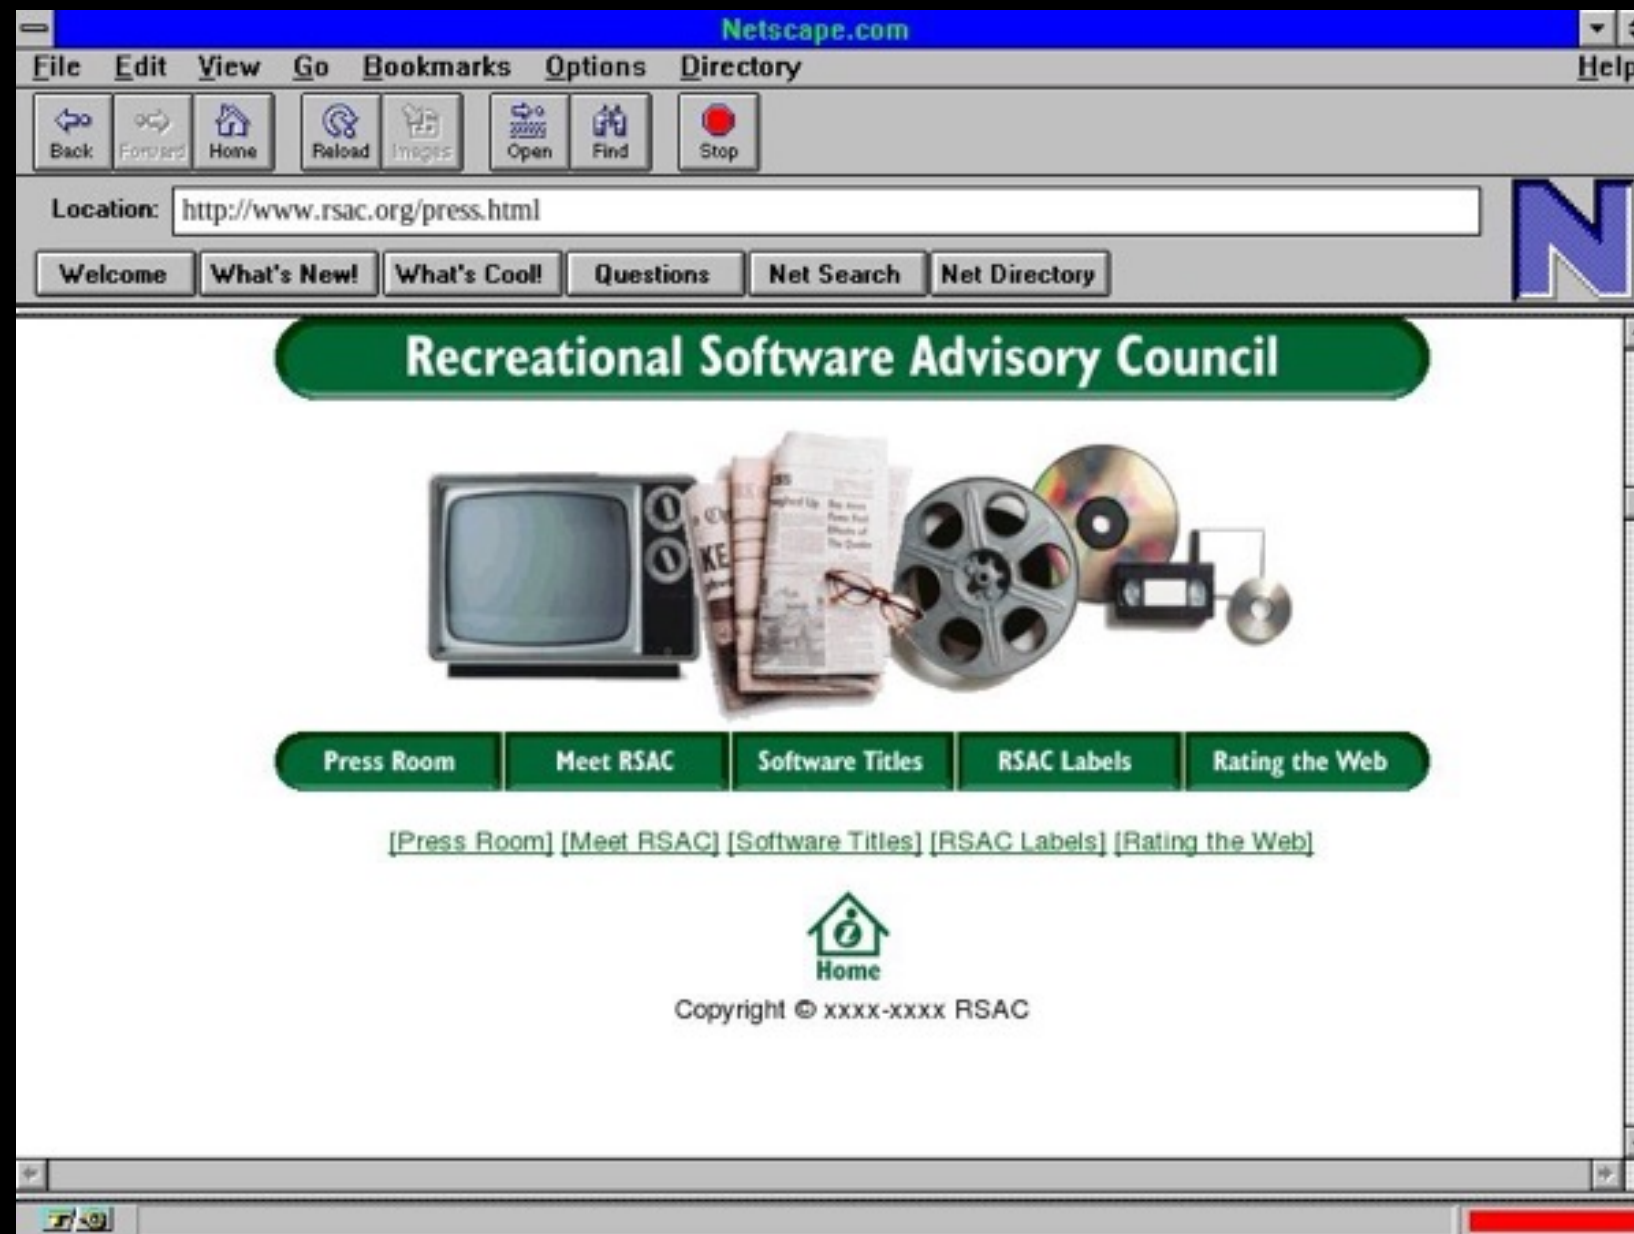 Netscape.com
File Edit View Go Bookmarks Options Directory Help
Back Forward Home Reload Images Open Find Stop
Location: http://www.rsac.org/press.html
N
Welcome What's New! What's Cool! Questions Net Search Net Directory
Recreational Software Advisory Council
KE
Press Room Meet RSAC Software Titles RSAC Labels Rating the Web
[Press Room] [Meet RSAC] [Software Titles] [RSAC Labels] [Rating the Web]
Home
Copyright © xxxx-xxxx RSAC